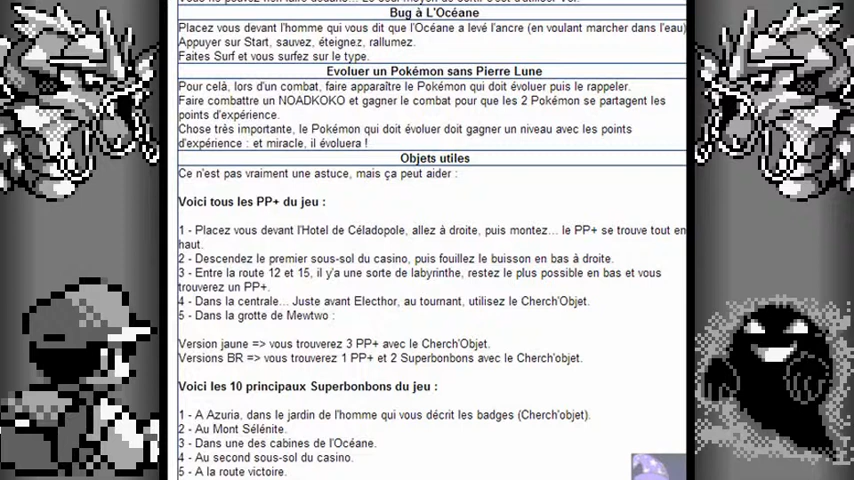 Bug à L'Océane
Placez vous devant l'homme qui vous dit que l'Océane a levé l'ancre (en voulant marcher dans l'eau)
Appuyer sur Start, sauvez, éteignez, rallumez.
Faites Surf et vous surfez sur le type.
Evoluer un Pokémon sans Pierre Lune
Pour celà, lors d'un combat, faire apparaître le Pokémon qui doit évoluer puis le rappeler.
Faire combattre un NOADKOKO et gagner le combat pour que les 2 Pokémon se partagent les
points d'expérience.
Chose très importante, le Pokémon qui doit évoluer doit gagner un niveau avec les points
d'expérience : et miracle, il évoluera !
Objets utiles
Ce n'est pas vraiment une astuce, mais ça peut aider :
Voici tous les PP+ du jeu :
1 - Placez vous devant l'Hotel de Céladopole, allez à droite, puis montez... le PP+ se trouve tout en
haut.
2 - Descendez le premier sous-sol du casino, puis fouillez le buisson en bas à droite.
3 - Entre la route 12 et 15, il y'a une sorte de labyrinthe, restez le plus possible en bas et vous
trouverez un PP+.
4 - Dans la centrale... Juste avant Electhor, au tournant, utilisez le Cherch'Objet.
5 - Dans la grotte de Mewtwo :
Version jaune => vous trouverez 3 PP+ avec le Cherch'Objet.
Versions BR => vous trouverez 1 PP+ et 2 Superbonbons avec le Cherch'objet.
Voici les 10 principaux Superbonbons du jeu :
1 - A Azuria, dans le jardin de l'homme qui vous décrit les badges (Cherch'objet).
2 - Au Mont Sélénite.
3 - Dans une des cabines de l'Océane.
4 - Au second sous-sol du casino.
5 - A la route victoire.